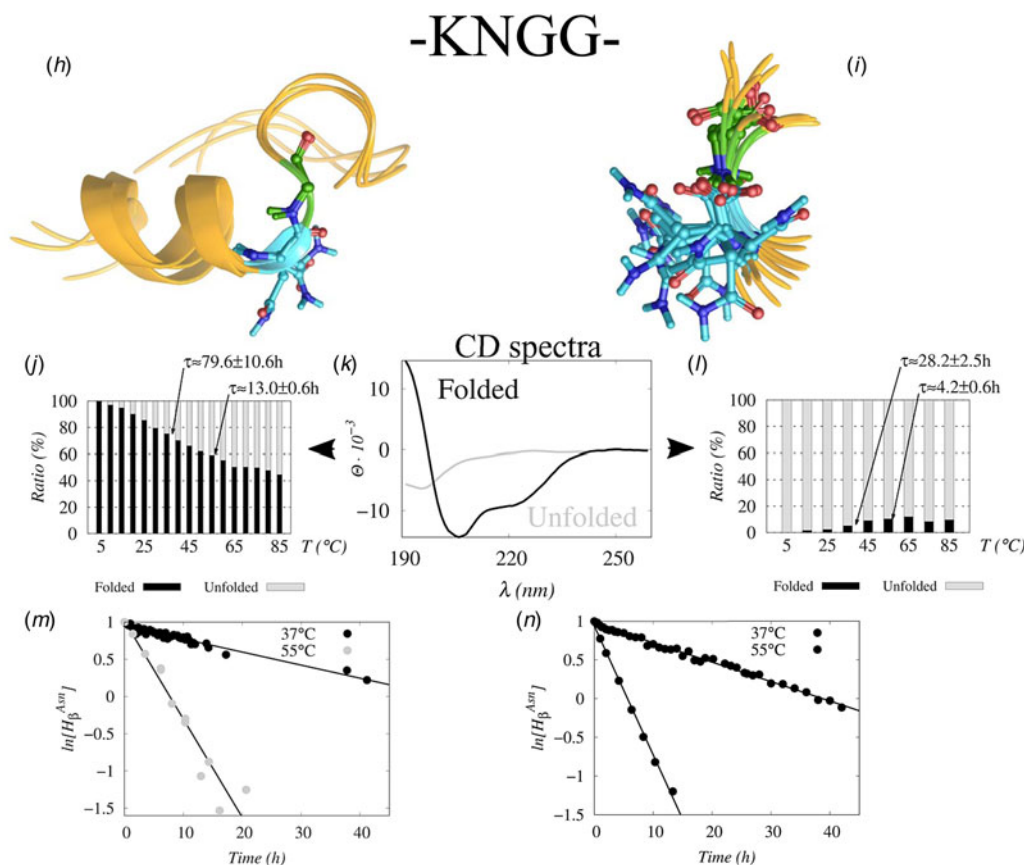 -KNGG-
(h)
(i)
CD spectra
(j)
τ≈79.6±10.6h
τ≈13.0±0.6h
100
80
60
40
20
0
Ratio (%)
5 25 45 65 85 T (°C)
Folded Unfolded
(k)
Folded
Unfolded
10
0
−10
Θ · 10⁻³
190 220 250
λ (nm)
(l)
τ≈28.2±2.5h
τ≈4.2±0.6h
100
80
60
40
20
0
Ratio (%)
5 25 45 65 85 T (°C)
Folded Unfolded
(m)
37°C
55°C
1
0.5
0
−0.5
−1
−1.5
ln[H_β^Asn]
0 10 20 30 40
Time (h)
(n)
37°C
55°C
1
0.5
0
−0.5
−1
−1.5
ln[H_β^Asn]
0 10 20 30 40
Time (h)